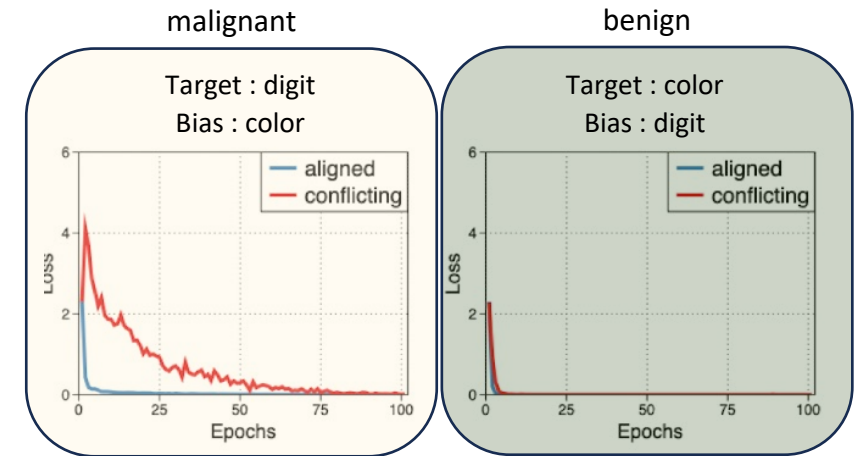 malignant
Target : digit
Bias : color
6
4
2
0
Loss
aligned
conflicting
0 25 50 75 100
Epochs
benign
Target : color
Bias : digit
6
4
2
0
Loss
aligned
conflicting
0 25 50 75 100
Epochs